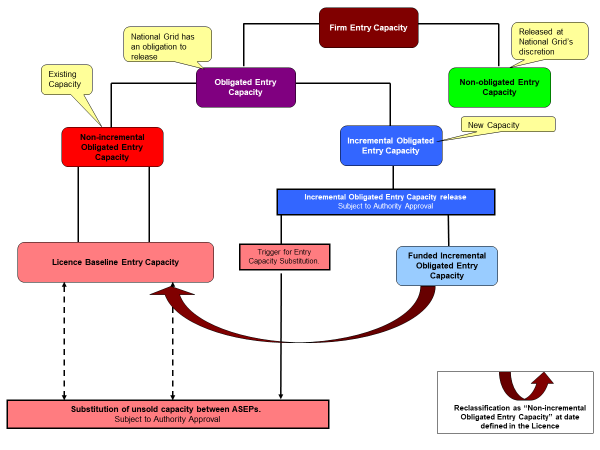 Firm Entry Capacity
National Grid has
an obligation to
release
Released at
National Grid's
discretion
Existing
Capacity
Obligated Entry
Capacity
Non-obligated Entry
Capacity
New Capacity
Non-incremental
Obligated Entry
Capacity
Incremental Obligated
Entry Capacity
Incremental Obligated Entry Capacity release
Subject to Authority Approval
Licence Baseline Entry Capacity
Trigger for Entry
Capacity Substitution.
Funded Incremental
Obligated Entry
Capacity
Substitution of unsold capacity between ASEPs.
Subject to Authority Approval
Reclassification as “Non-incremental
Obligated Entry Capacity” at date
defined in the Licence